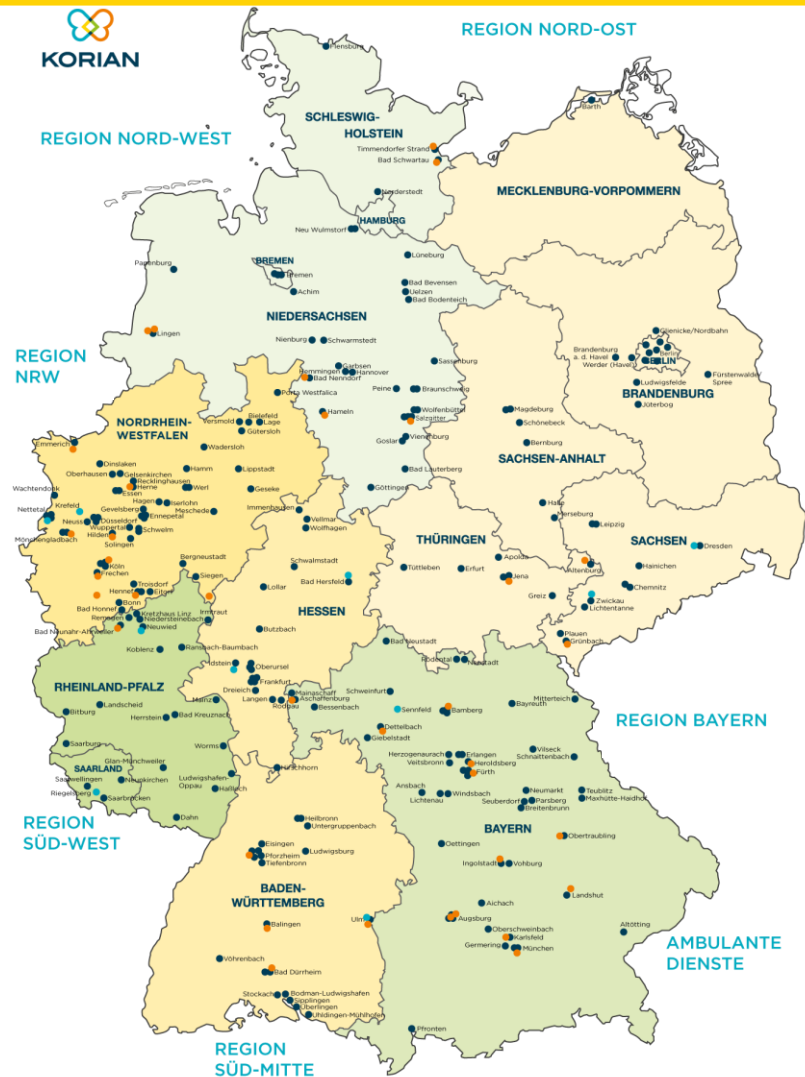 KORIAN
REGION NORD-OST
REGION NORD-WEST
Flensburg
SCHLESWIG-
HOLSTEIN
Timmendorfer Strand
Bad Schwartau
Norderstedt
HAMBURG
Neu Wulmstorf
Barth
MECKLENBURG-VORPOMMERN
Papenburg
BREMEN
Bremen
Achim
Lüneburg
Bad Bevensen
Uelzen
Bad Bodenteich
NIEDERSACHSEN
Lingen
Nienburg
Schwarmstedt
Garbsen
Hemmingen
Hannover
Bad Nenndorf
Sassenburg
Peine
Braunschweig
Hameln
Wolfenbüttel
Salzgitter
Vienenburg
Goslar
Bad Lauterberg
Göttingen
Glienicke/Nordbahn
Brandenburg
a. d. Havel
Werder (Havel)
Berlin
BERLIN
Fürstenwalde/
Spree
Ludwigsfelde
BRANDENBURG
Jüterbog
Magdeburg
Schönebeck
Bernburg
SACHSEN-ANHALT
Halle
Merseburg
REGION
NRW
NORDRHEIN-
WESTFALEN
Porta Westfalica
Bielefeld
Versmold
Lage
Gütersloh
Emmerich
Wadersloh
Dinslaken
Oberhausen
Gelsenkirchen
Recklinghausen
Hamm
Lippstadt
Herne
Essen
Werl
Geseke
Wachtendonk
Hagen
Iserlohn
Krefeld
Gevelsberg
Meschede
Nettetal
Neuss
Düsseldorf
Ennepetal
Wuppertal
Schwelm
Mönchengladbach
Hilden
Solingen
Köln
Frechen
Bergneustadt
Troisdorf
Siegen
Hennef
Eitorf
Bonn
Bad Honnef
Immenhausen
Vellmar
Wolfhagen
Schwalmstadt
Bad Hersfeld
Lollar
HESSEN
Butzbach
Idstein
Oberursel
Frankfurt
Dreieich
Langen
Rodgau
Hirschhorn
THÜRINGEN
Apolda
Tüttleben
Erfurt
Jena
Greiz
Altenburg
Leipzig
SACHSEN
Dresden
Hainichen
Chemnitz
Zwickau
Lichtentanne
Plauen
Grünbach
Kretzhaus Linz
Remagen
Niedersteinebach
Irmtraut
Bad Neunahr-Ahrweiler
Neuwied
Koblenz
Ransbach-Baumbach
RHEINLAND-PFALZ
Mainz
Landscheid
Bitburg
Herrstein
Bad Kreuznach
Saarburg
Worms
Glan-Münchweiler
SAARLAND
Saarwellingen
Neunkirchen
Ludwigshafen-
Oppau
Riegelsberg
Saarbrücken
Haßloch
Dahn
REGION
SÜD-WEST
Bad Neustadt
Rödental
Neustadt
Mainaschaff
Aschaffenburg
Bessenbach
Schweinfurt
Sennfeld
Bamberg
Bayreuth
Mitterteich
Dettelbach
Giebelstadt
REGION BAYERN
Herzogenaurach
Erlangen
Veitsbronn
Heroldsberg
Fürth
Vilseck
Schnaittenbach
Ansbach
Lichtenau
Windsbach
Neumarkt
Seubersdorf
Parsberg
Breitenbrunn
Teublitz
Maxhütte-Haidhof
BAYERN
Oettingen
Obertraubling
Ingolstadt
Vohburg
Landshut
Aichach
Augsburg
Oberschweinbach
Karlsfeld
Germering
München
Altötting
Pfronten
Heilbronn
Untergruppenbach
Eisingen
Pforzheim
Tiefenbronn
Ludwigsburg
BADEN-
WÜRTTEMBERG
Ulm
Balingen
Vöhrenbach
Bad Dürrheim
Stockach
Bodman-Ludwigshafen
Sipplingen
Überlingen
Uhldingen-Mühlhofen
AMBULANTE
DIENSTE
REGION
SÜD-MITTE